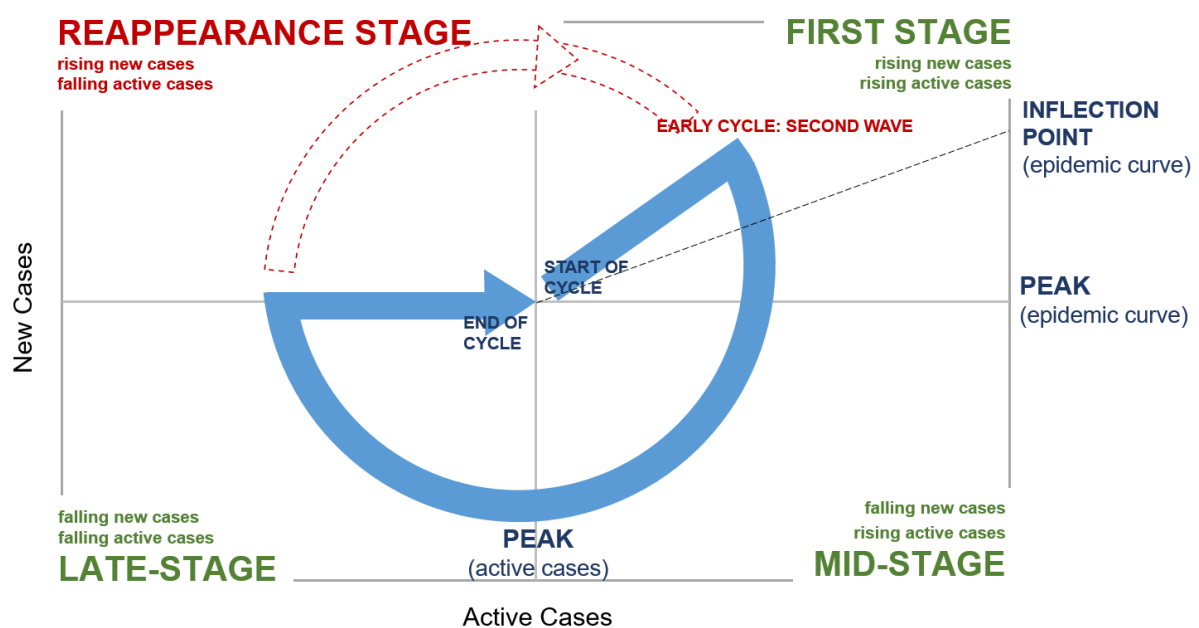 REAPPEARANCE STAGE
rising new cases
falling active cases
FIRST STAGE
rising new cases
rising active cases
EARLY CYCLE: SECOND WAVE
INFLECTION
POINT
(epidemic curve)
New Cases
START OF
CYCLE
PEAK
(epidemic curve)
END OF
CYCLE
falling new cases
falling active cases
LATE-STAGE
PEAK
(active cases)
falling new cases
rising active cases
MID-STAGE
Active Cases